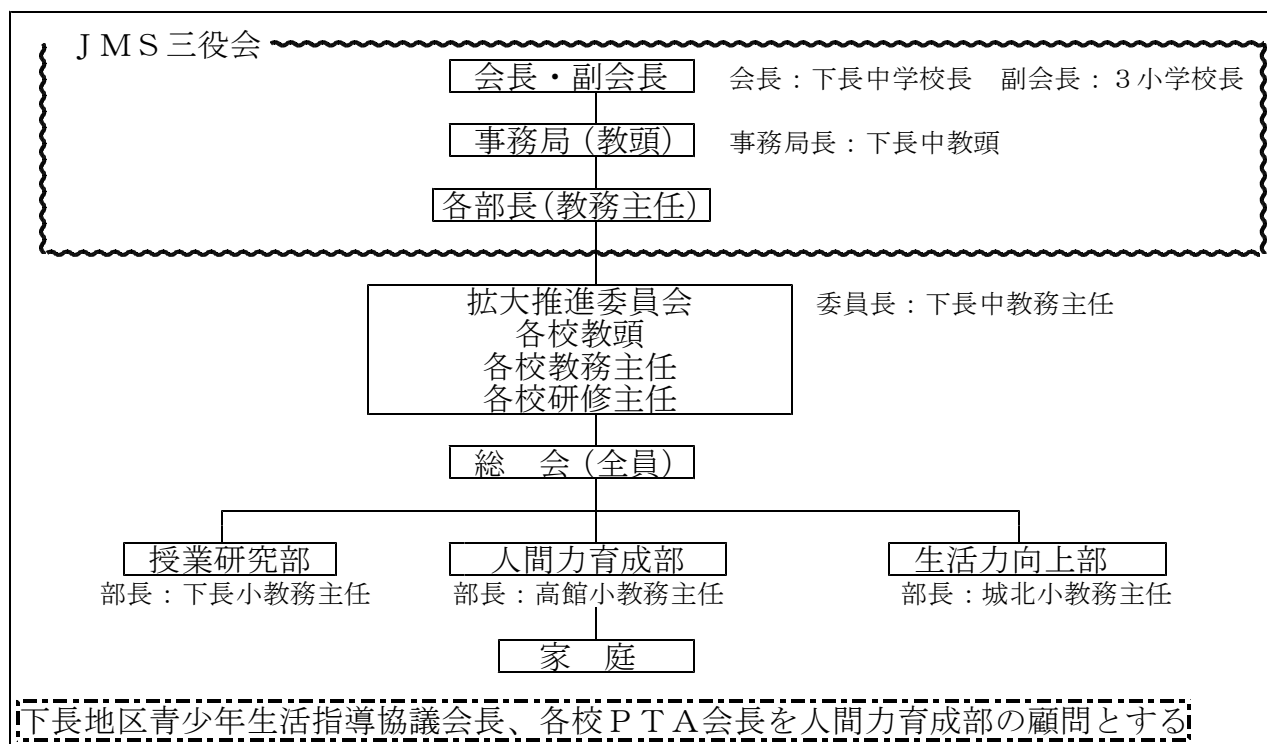 ＪＭＳ三役会
会長・副会長　会長：下長中学校長　副会長：３小学校長
事務局（教頭）　事務局長：下長中教頭
各部長（教務主任）
拡大推進委員会　委員長：下長中教務主任
各校教頭
各校教務主任
各校研修主任
総　会（全員）
授業研究部　人間力育成部　生活力向上部
部長：下長小教務主任　部長：高館小教務主任　部長：城北小教務主任
家　庭
下長地区青少年生活指導協議会長、各校ＰＴＡ会長を人間力育成部の顧問とする